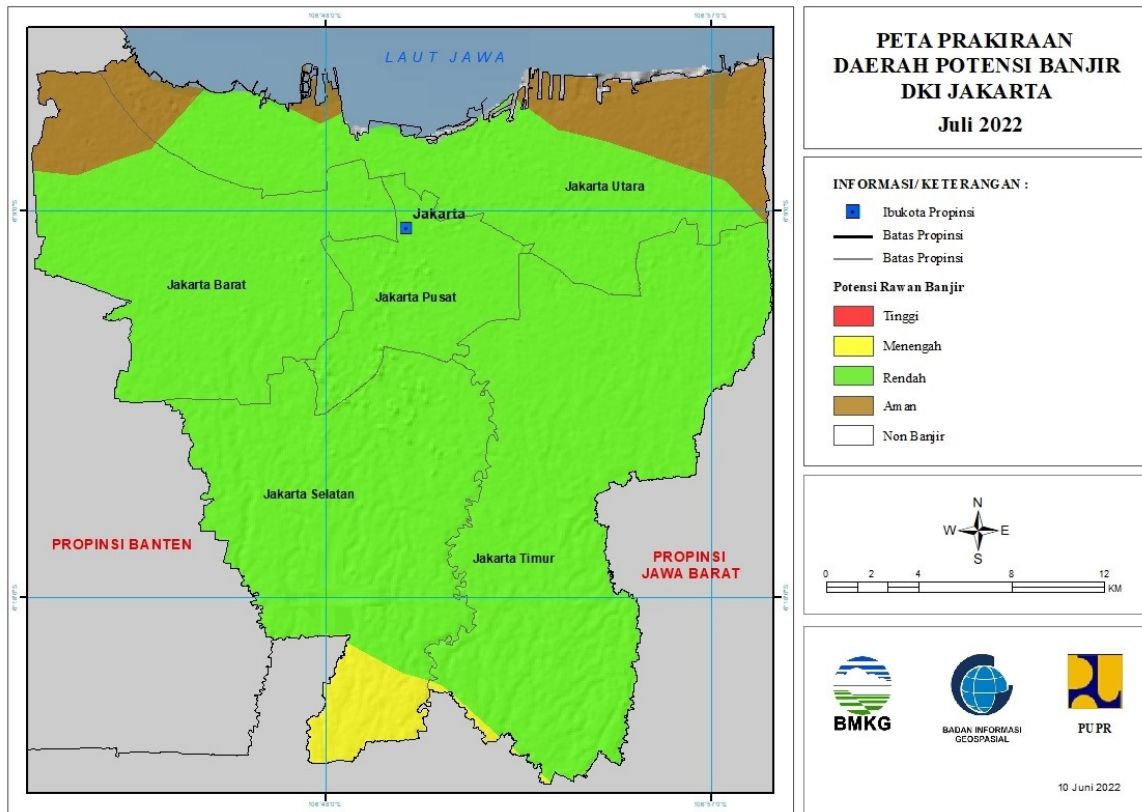 LAUT JAWA
Jakarta Utara
Jakarta
Jakarta Barat
Jakarta Pusat
Jakarta Selatan
Jakarta Timur
PROPINSI BANTEN
PROPINSI
JAWA BARAT
PETA PRAKIRAAN
DAERAH POTENSI BANJIR
DKI JAKARTA
Juli 2022
INFORMASI/ KETERANGAN :
Ibukota Propinsi
Batas Propinsi
Batas Propinsi
Potensi Rawan Banjir
Tinggi
Menengah
Rendah
Aman
Non Banjir
N
W E
S
0 2 4 8 12
KM
BMKG
BADAN INFORMASI
GEOSPASIAL
PUPR
10 Juni 2022